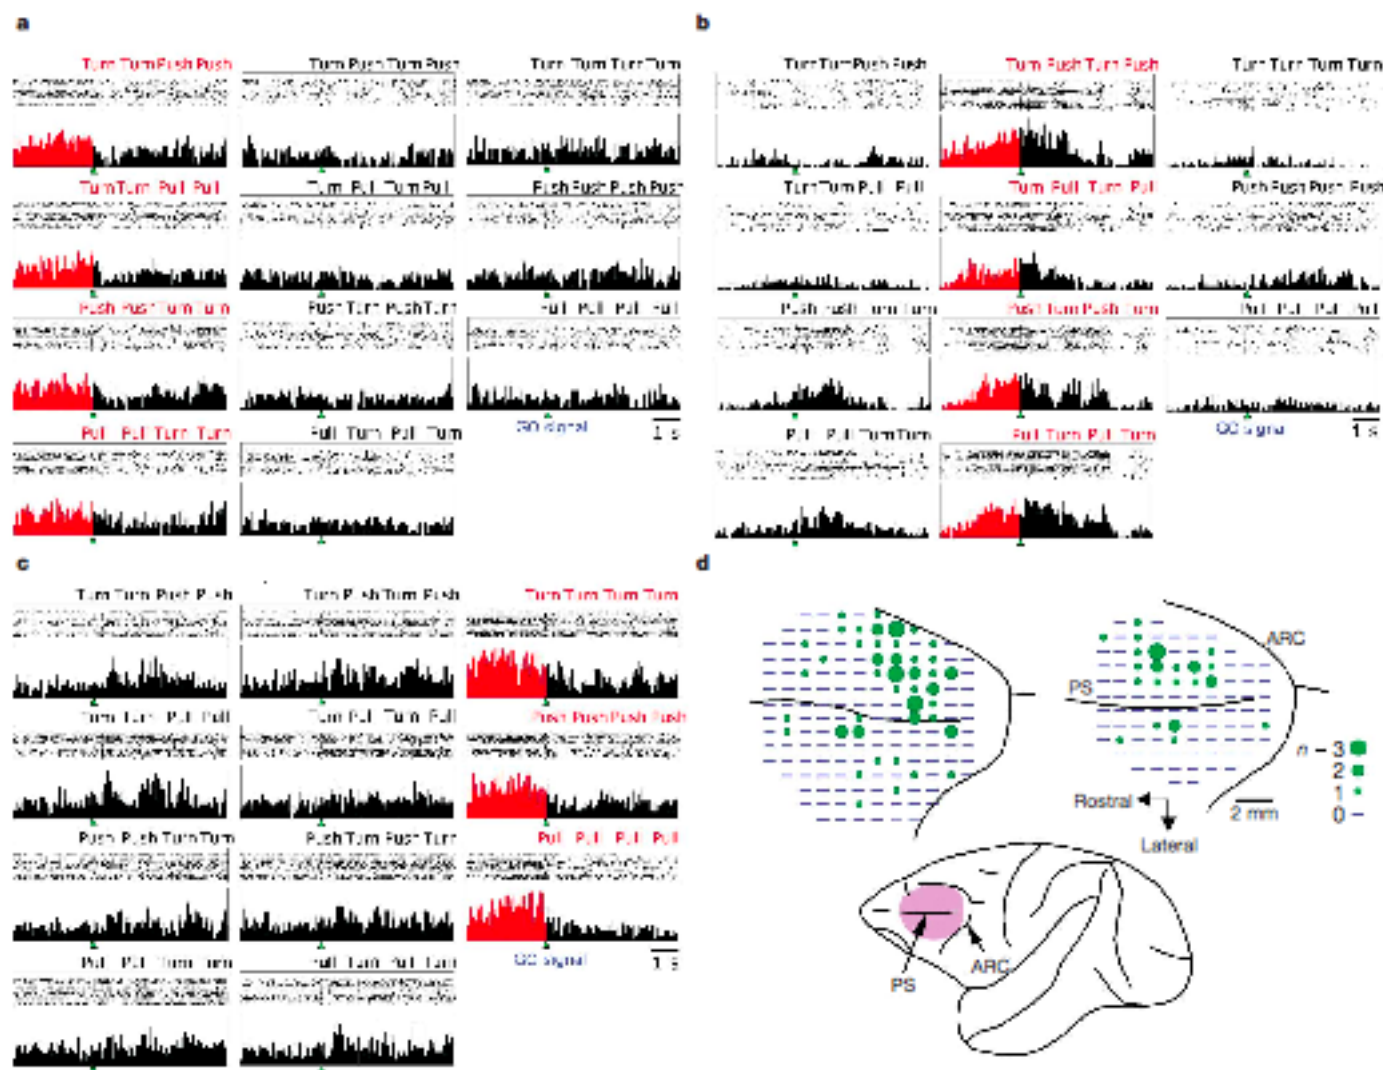 a
Turn Turn Push Push
Turn Push Turn Push
Turn Turn Turn Turn
Turn Turn Pull Pull
Turn Pull Turn Pull
Push Push Push Push
Push Push Turn Turn
Push Turn Push Turn
Pull Pull Pull Pull
GO signal
1 s
Pull Pull Turn Turn
Pull Turn Pull Turn
b
Turn Turn Push Push
Turn Push Turn Push
Turn Turn Turn Turn
Turn Turn Pull Pull
Turn Pull Turn Pull
Push Push Push Push
Push Push Turn Turn
Push Turn Push Turn
Pull Pull Pull Pull
GO signal
1 s
Pull Pull Turn Turn
Pull Turn Pull Turn
c
Turn Turn Push Push
Turn Push Turn Push
Turn Turn Turn Turn
Turn Turn Pull Pull
Turn Pull Turn Pull
Push Push Push Push
Push Push Turn Turn
Push Turn Push Turn
Pull Pull Pull Pull
GO signal
1 s
Pull Pull Turn Turn
Pull Turn Pull Turn
d
ARC
PS
n = 3
2
1
0
Rostral
2 mm
Lateral
ARC
PS